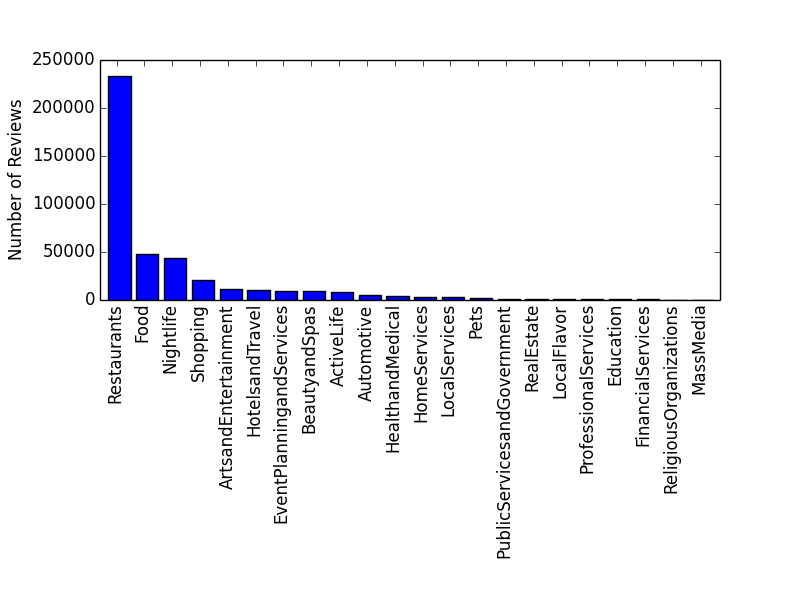 250000
200000
150000
100000
50000
0
Number of Reviews
Restaurants
Food
Nightlife
Shopping
ArtsandEntertainment
HotelsandTravel
EventPlanningandServices
BeautyandSpas
ActiveLife
Automotive
HealthandMedical
HomeServices
LocalServices
Pets
PublicServicesandGovernment
RealEstate
LocalFlavor
ProfessionalServices
Education
FinancialServices
ReligiousOrganizations
MassMedia